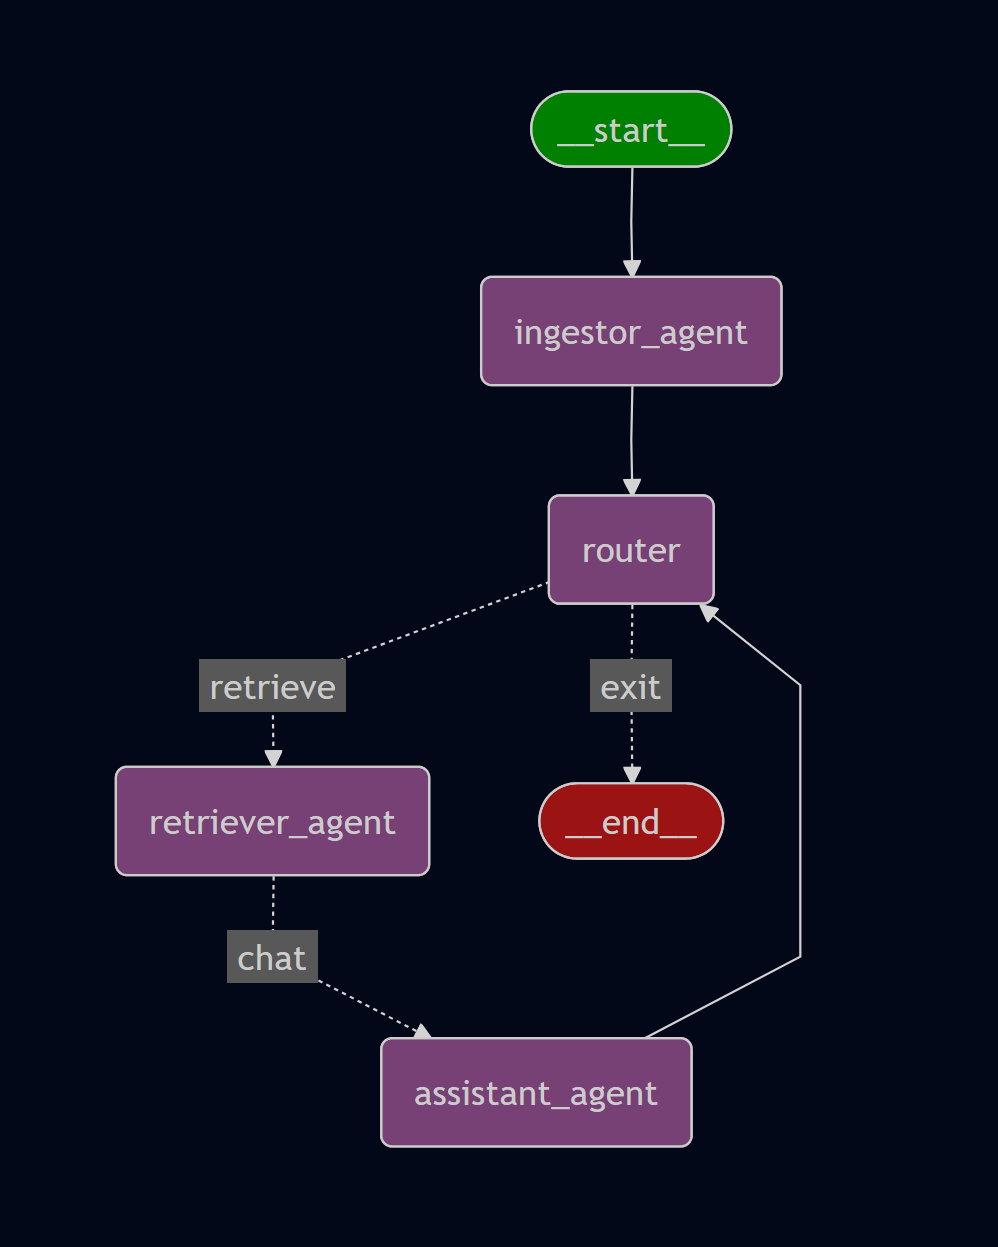 __start__
ingestor_agent
router
retrieve
exit
retriever_agent
__end__
chat
assistant_agent